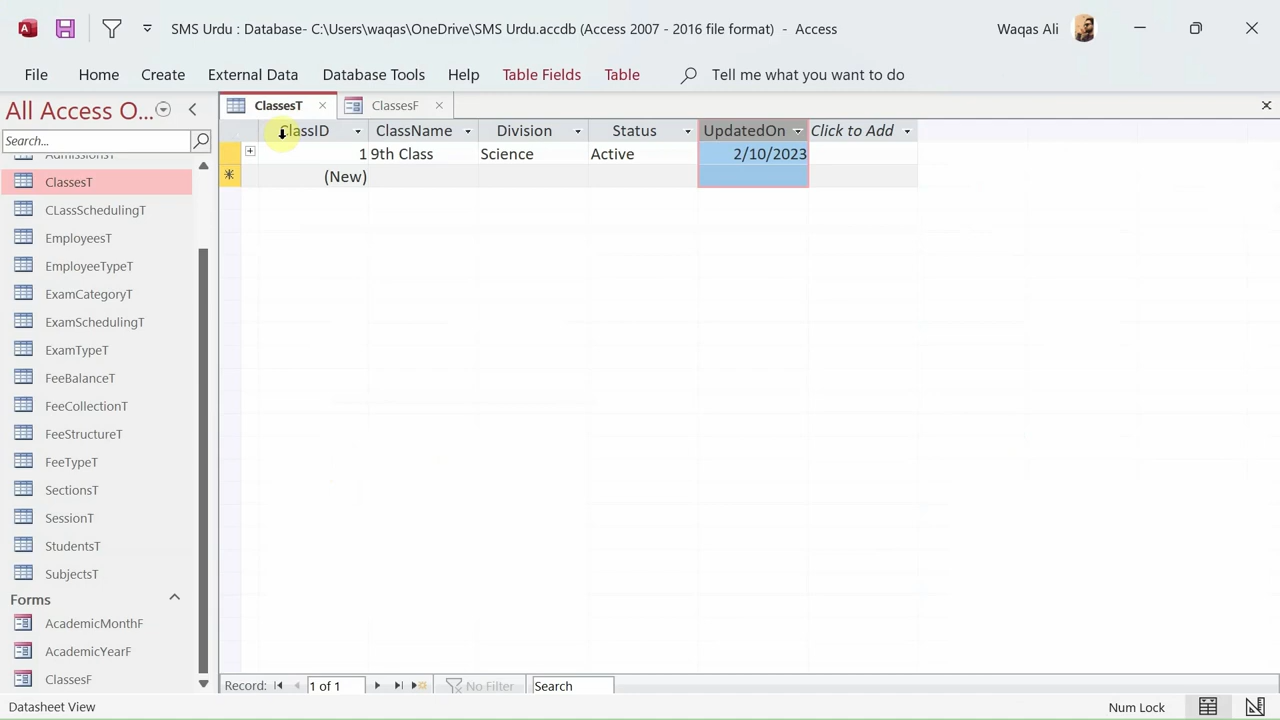 SMS Urdu : Database- C:\Users\waqas\OneDrive\SMS Urdu.accdb (Access 2007 - 2016 file format) - Access
Waqas Ali
File Home Create External Data Database Tools Help Table Fields Table Tell me what you want to do
All Access O...
Search...
AdmissionsT
ClassesT
CLassSchedulingT
EmployeesT
EmployeeTypeT
ExamCategoryT
ExamSchedulingT
ExamTypeT
FeeBalanceT
FeeCollectionT
FeeStructureT
FeeTypeT
SectionsT
SessionT
StudentsT
SubjectsT
Forms
AcademicMonthF
AcademicYearF
ClassesF
ClassesT ClassesF
ClassID ClassName Division Status UpdatedOn Click to Add
1 9th Class Science Active 2/10/2023
(New)
Record: 1 of 1 No Filter Search
Datasheet View
Num Lock